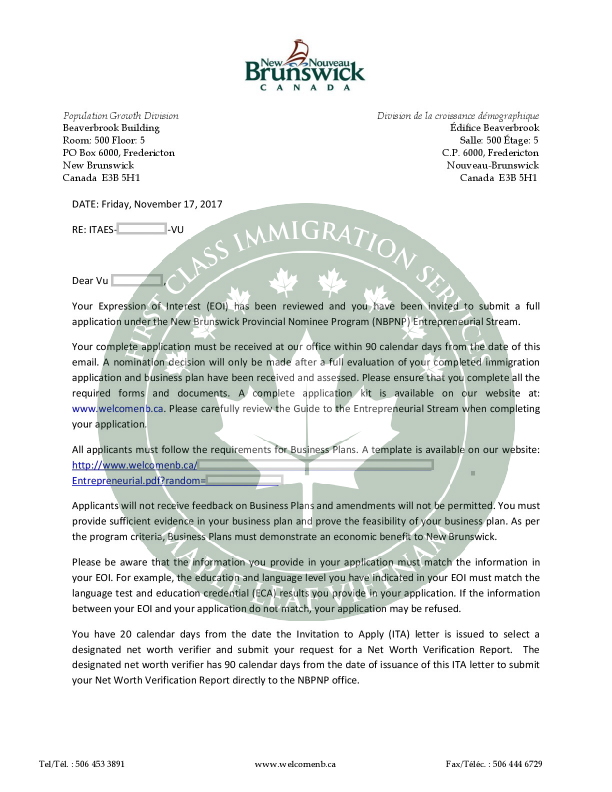 New Nouveau
Brunswick
CANADA
Population Growth Division
Beaverbrook Building
Room: 500 Floor: 5
PO Box 6000, Fredericton
New Brunswick
Canada E3B 5H1
Division de la croissance démographique
Édifice Beaverbrook
Salle: 500 Étage: 5
C.P. 6000, Fredericton
Nouveau-Brunswick
Canada E3B 5H1
DATE: Friday, November 17, 2017
RE: ITAES- -VU
Dear Vu ,
Your Expression of Interest (EOI) has been reviewed and you have been invited to submit a full
application under the New Brunswick Provincial Nominee Program (NBPNP) Entrepreneurial Stream.
Your complete application must be received at our office within 90 calendar days from the date of this
email. A nomination decision will only be made after a full evaluation of your completed immigration
application and business plan have been received and assessed. Please ensure that you complete all the
required forms and documents. A complete application kit is available on our website at:
www.welcomenb.ca. Please carefully review the Guide to the Entrepreneurial Stream when completing
your application.
All applicants must follow the requirements for Business Plans. A template is available on our website:
http://www.welcomenb.ca/
Entrepreneurial.pdf?random=
Applicants will not receive feedback on Business Plans and amendments will not be permitted. You must
provide sufficient evidence in your business plan and prove the feasibility of your business plan. As per
the program criteria, Business Plans must demonstrate an economic benefit to New Brunswick.
Please be aware that the information you provide in your application must match the information in
your EOI. For example, the education and language level you have indicated in your EOI must match the
language test and education credential (ECA) results you provide in your application. If the information
between your EOI and your application do not match, your application may be refused.
You have 20 calendar days from the date the Invitation to Apply (ITA) letter is issued to select a
designated net worth verifier and submit your request for a Net Worth Verification Report. The
designated net worth verifier has 90 calendar days from the date of issuance of this ITA letter to submit
your Net Worth Verification Report directly to the NBPNP office.
FIRST CLASS IMMIGRATION SERVICES
MAPLE LEAF VIETNAM
Tel/Tél. : 506 453 3891
www.welcomenb.ca
Fax/Téléc. : 506 444 6729